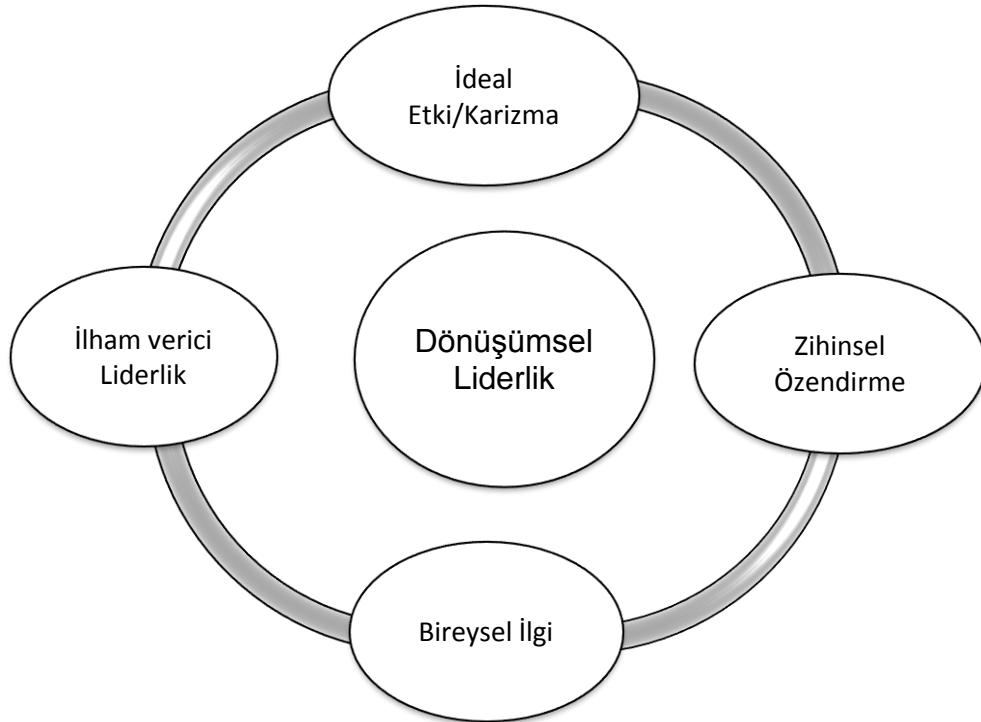 İdeal
Etki/Karizma
İlham verici
Liderlik
Dönüşümsel
Liderlik
Zihinsel
Özendirme
Bireysel İlgi